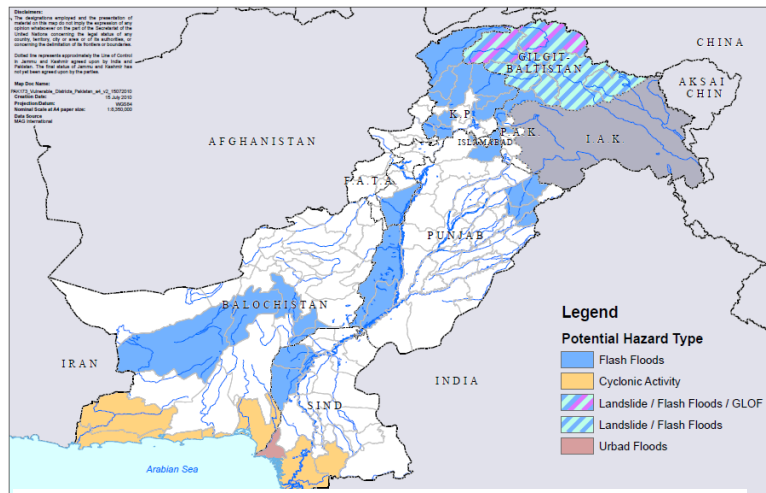 Disclaimers:
The designations employed and the presentation of
material on this map do not imply the expression of any
opinion whatsoever on the part of the Secretariat of the
United Nations concerning the legal status of any
country, territory, city or area or of its authorities, or
concerning the delimitation of its frontiers or boundaries.
Dotted line represents approximately the Line of Control
in Jammu and Kashmir agreed upon by India and
Pakistan. The final status of Jammu and Kashmir has
not yet been agreed upon by the parties.
Map Doc Name:
PAK173_Vulnerable_Districts_Pakistan_a4_v2_15072010
Creation Date: 15 July 2010
Projection/Datum: WGS84
Nominal Scale at A4 paper size:
Data Source
MAG International
CHINA
GILGIT-
BALTISTAN
AKSAI
CHIN
K.P.
P.A.K.
I.A.K.
ISLAMABAD
AFGHANISTAN
F.A.T.A.
PUNJAB
BALOCHISTAN
IRAN
INDIA
SIND
Arabian Sea
Legend
Potential Hazard Type
Flash Floods
Cyclonic Activity
Landslide / Flash Floods / GLOF
Landslide / Flash Floods
Urbad Floods